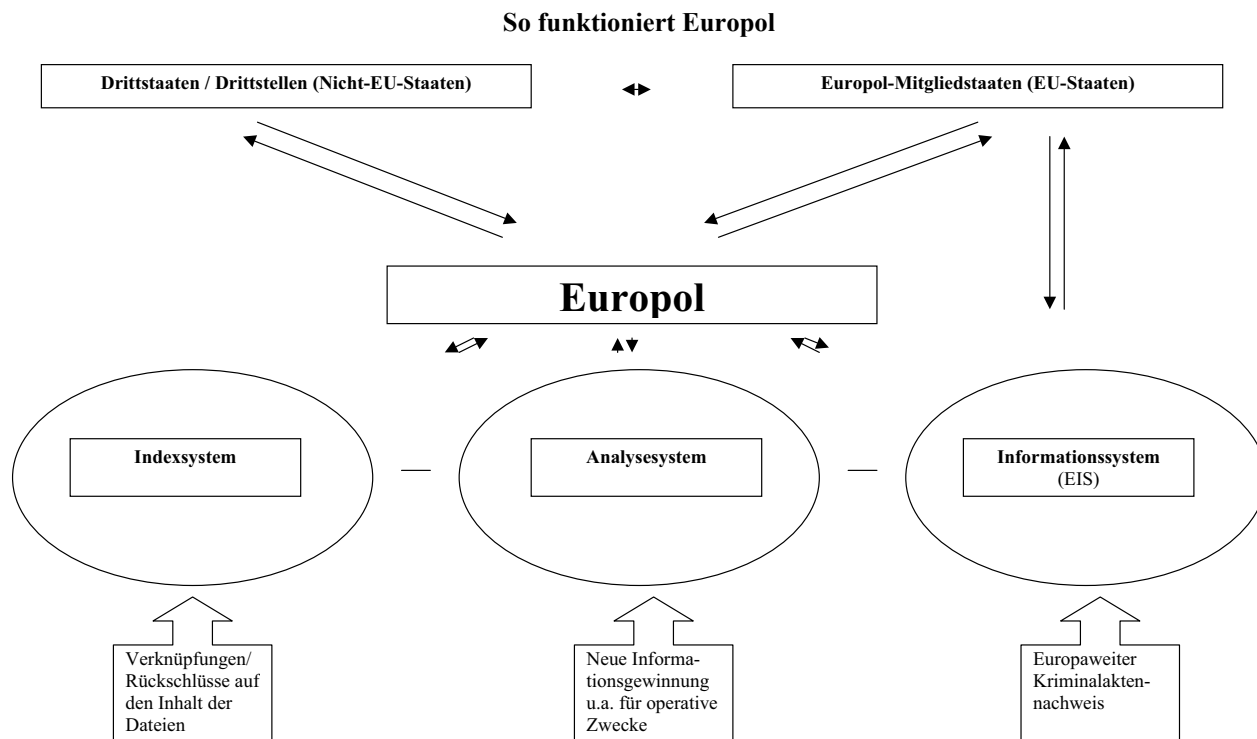 So funktioniert Europol
Drittstaaten / Drittstellen (Nicht-EU-Staaten)
Europol-Mitgliedstaaten (EU-Staaten)
Europol
Indexsystem
Analysesystem
Informationssystem
(EIS)
Verknüpfungen/
Rückschlüsse auf
den Inhalt der
Dateien
Neue Informa-
tionsgewinnung
u.a. für operative
Zwecke
Europaweiter
Kriminalakten-
nachweis